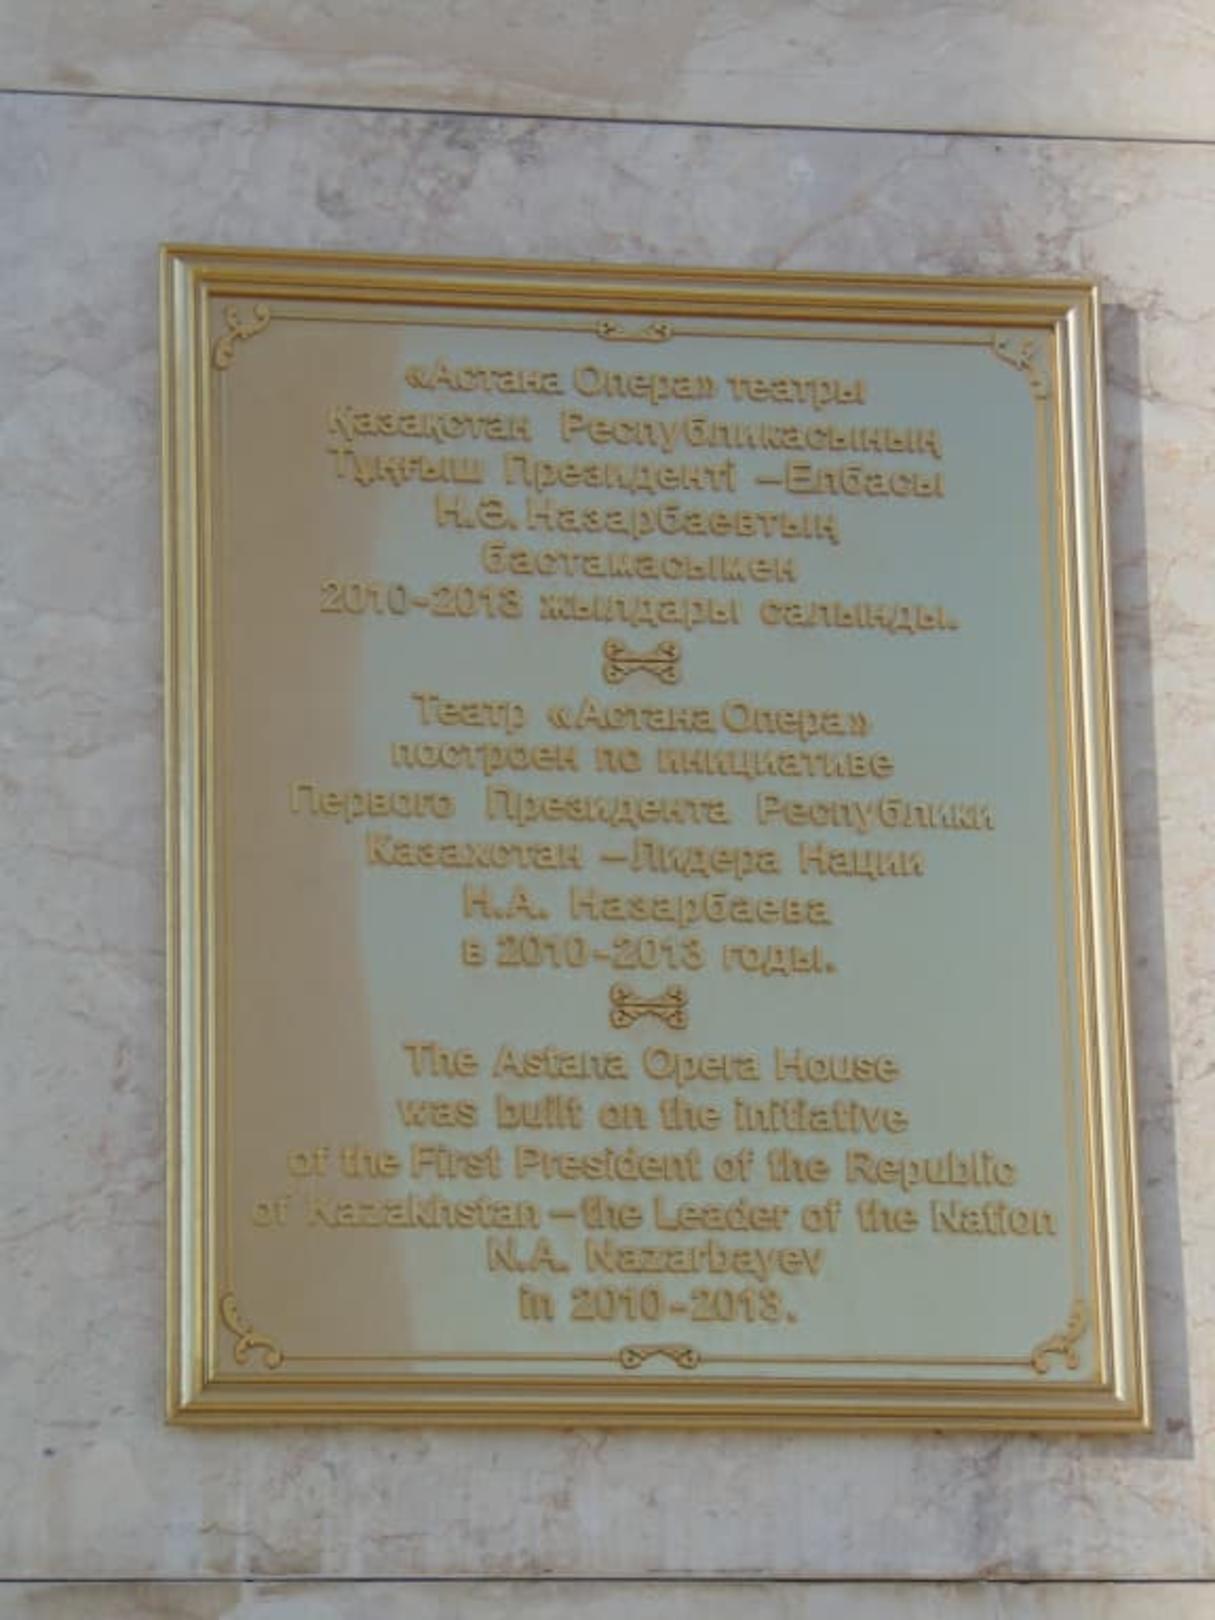 «Астана Опера» театры
Қазақстан Республикасының
Тұңғыш Президенті – Елбасы
Н.Ә. Назарбаевтың
бастамасымен
2010-2013 жылдары салынды.
Театр «Астана Опера»
построен по инициативе
Первого Президента Республики
Казахстан – Лидера Нации
Н.А. Назарбаева
в 2010-2013 годы.
The Astana Opera House
was built on the initiative
of the First President of the Republic
of Kazakhstan – the Leader of the Nation
N.A. Nazarbayev
in 2010-2013.